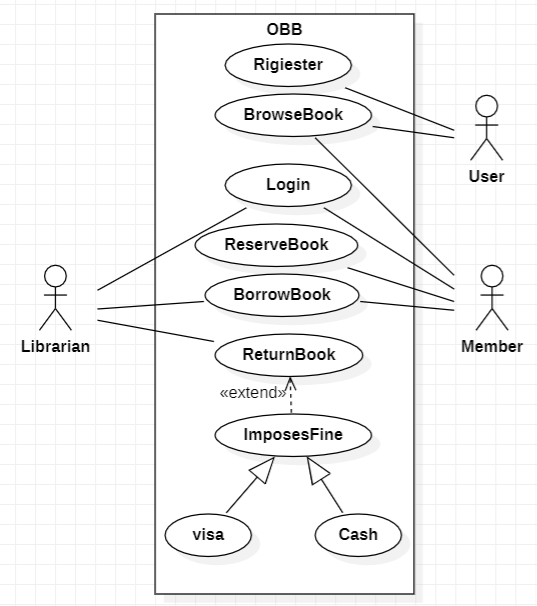 OBB
Rigiester
BrowseBook
User
Login
ReserveBook
BorrowBook
Librarian
Member
ReturnBook
«extend»
ImposesFine
visa
Cash